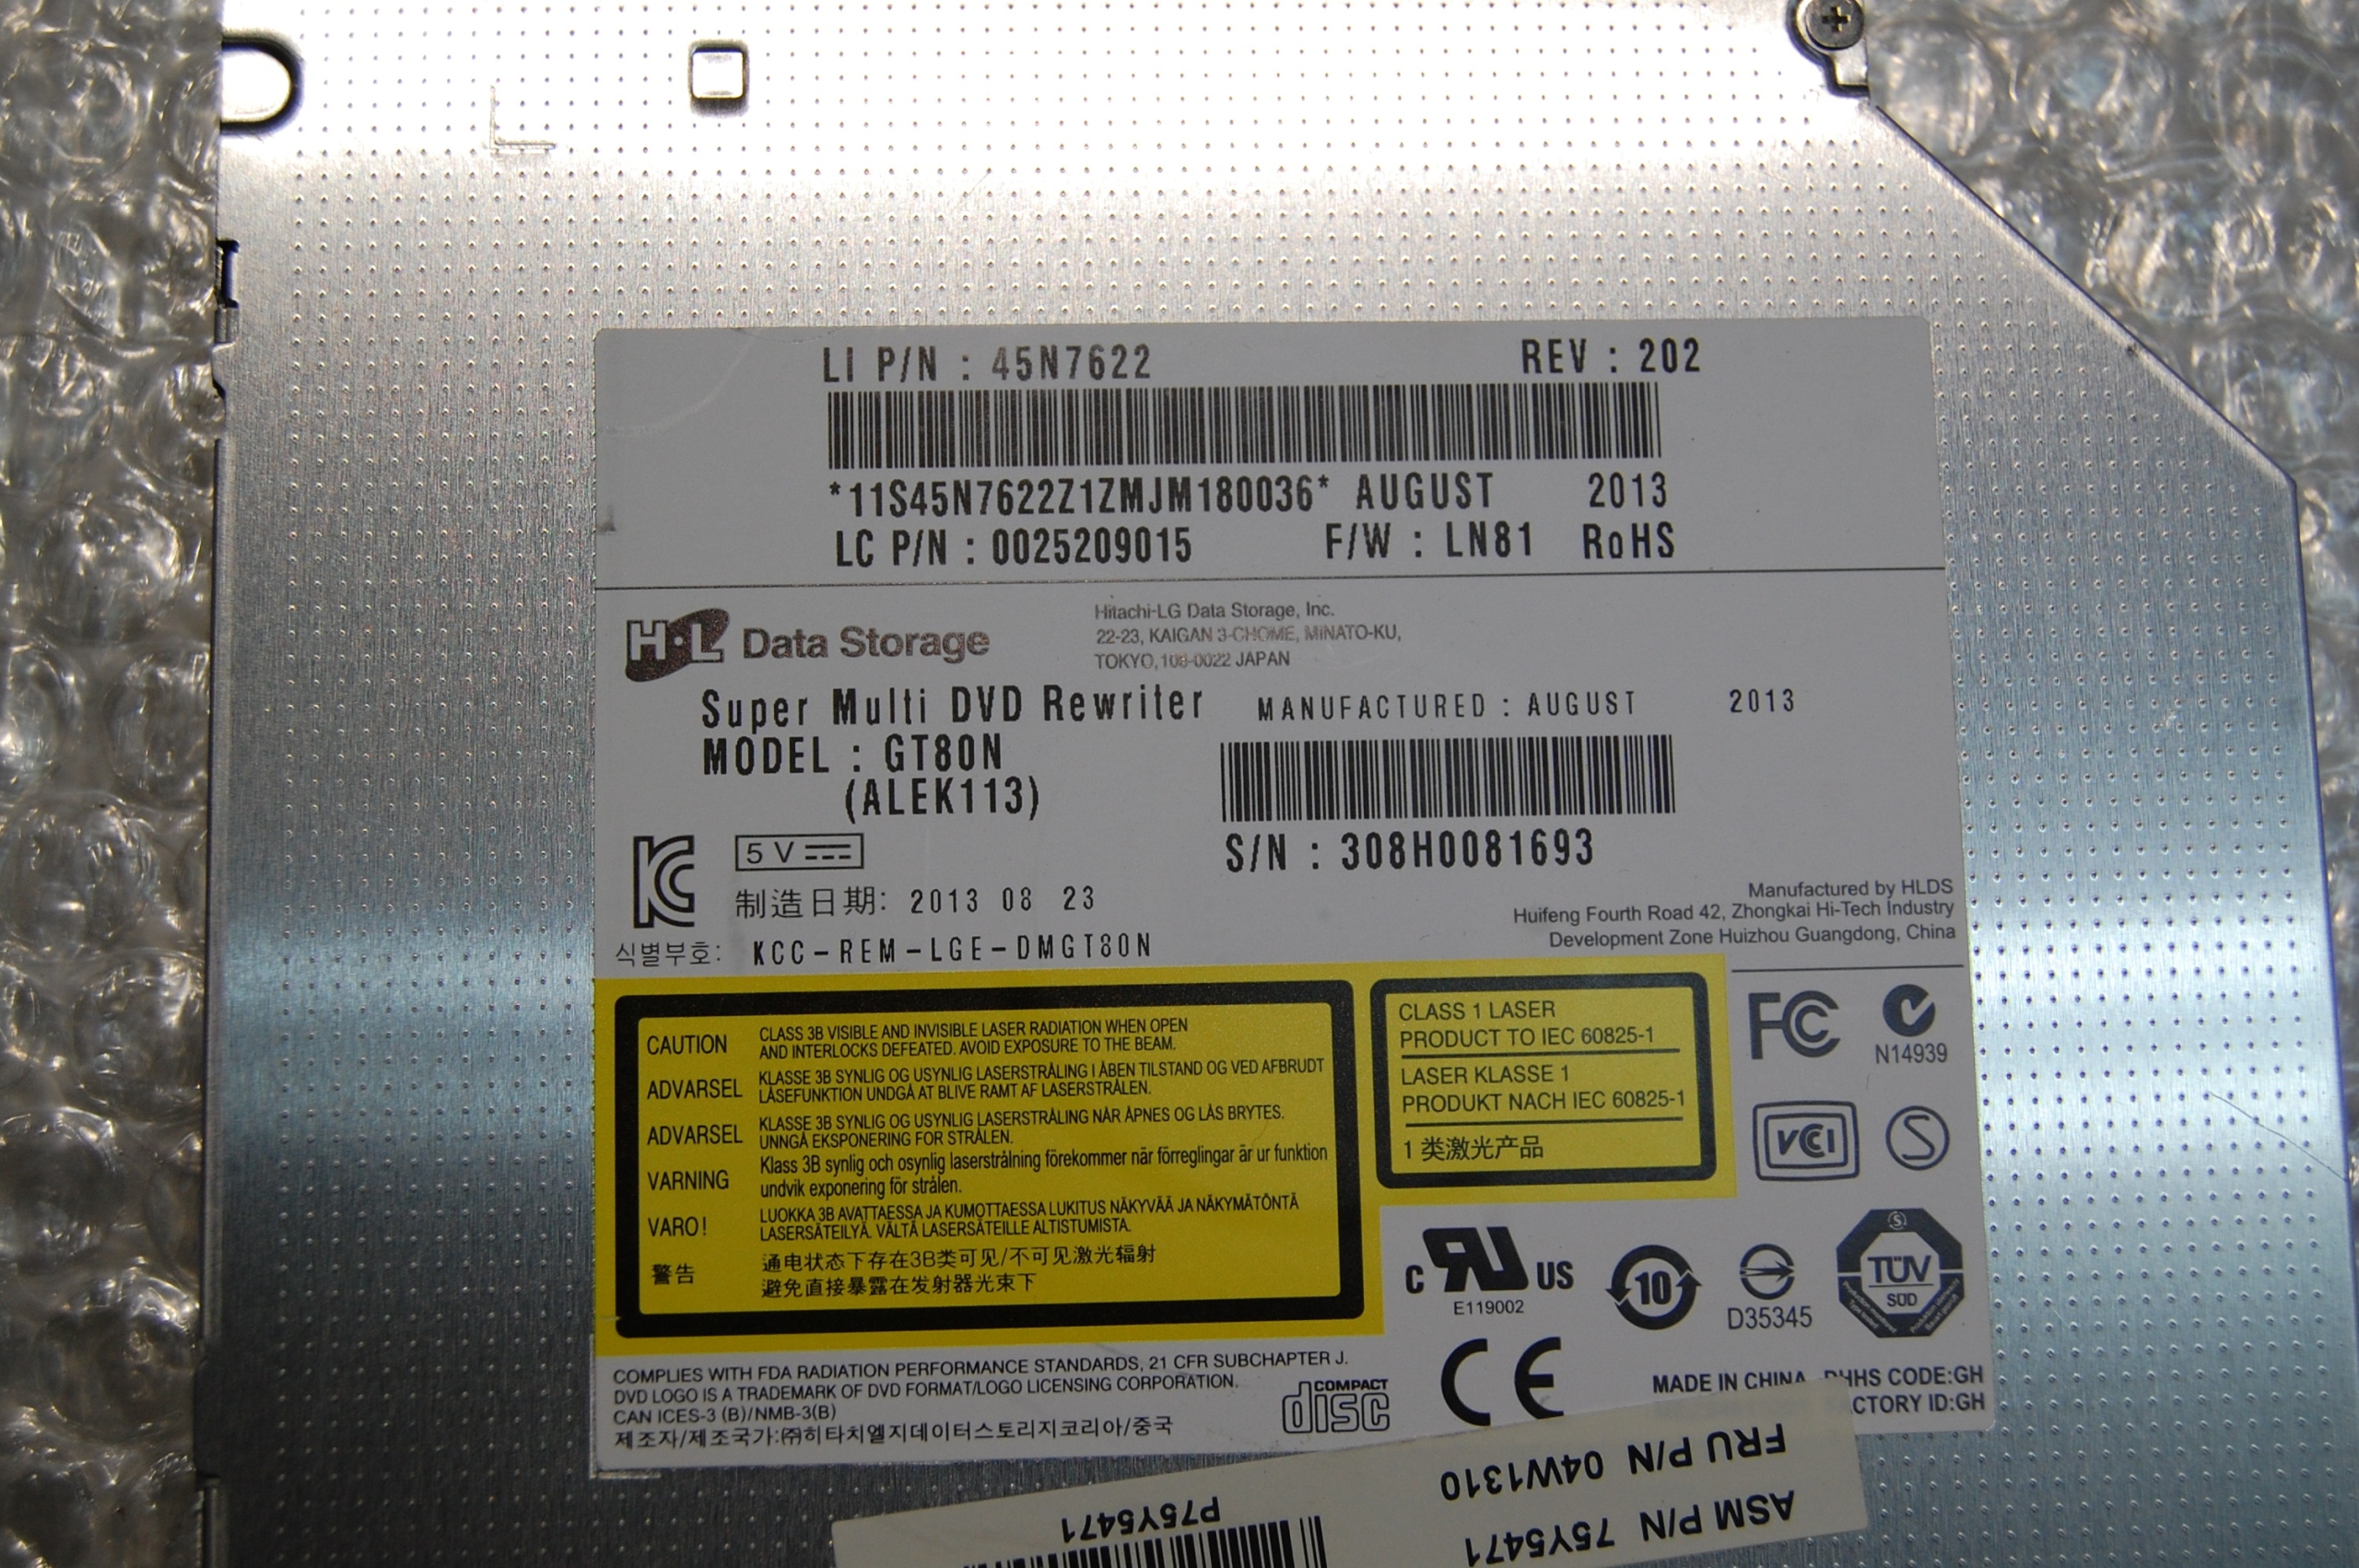 LI P/N : 45N7622 REV : 202
*11S45N7622Z1ZMJM180036* AUGUST 2013
LC P/N : 0025209015 F/W : LN81 RoHS
H·L Data Storage
Hitachi-LG Data Storage, Inc.
22-23, KAIGAN 3-CHOME, MINATO-KU,
TOKYO, 108-0022 JAPAN
Super Multi DVD Rewriter MANUFACTURED : AUGUST 2013
MODEL : GT80N
(ALEK113)
S/N : 308H0081693
5 V
制造日期: 2013 08 23
식별부호: KCC-REM-LGE-DMGT80N
Manufactured by HLDS
Huifeng Fourth Road 42, Zhongkai Hi-Tech Industry
Development Zone Huizhou Guangdong, China
CAUTION CLASS 3B VISIBLE AND INVISIBLE LASER RADIATION WHEN OPEN
AND INTERLOCKS DEFEATED. AVOID EXPOSURE TO THE BEAM.
ADVARSEL KLASSE 3B SYNLIG OG USYNLIG LASERSTRÅLING I ÅBEN TILSTAND OG VED AFBRUDT
LÅSEFUNKTION UNDGÅ AT BLIVE RAMT AF LASERSTRÅLEN.
ADVARSEL KLASSE 3B SYNLIG OG USYNLIG LASERSTRÅLING NÅR ÅPNES OG LÅS BRYTES.
UNNGÅ EKSPONERING FOR STRÅLEN.
VARNING Klass 3B synlig och osynlig laserstrålning förekommer när förreglingar är ur funktion
undvik exponering för strålen.
VARO! LUOKKA 3B AVATTAESSA JA KUMOTTAESSA LUKITUS NÄKYVÄÄ JA NÄKYMÄTÖNTÄ
LASERSÄTEILYÄ. VÄLTÄ LASERSÄTEILLE ALTISTUMISTA.
警告 通电状态下存在3B类可见/不可见激光辐射
避免直接暴露在发射器光束下
CLASS 1 LASER
PRODUCT TO IEC 60825-1
LASER KLASSE 1
PRODUKT NACH IEC 60825-1
1 类激光产品
FC
N14939
VCI S
c RU US
E119002
10
D35345
TÜV
SÜD
CE
COMPLIES WITH FDA RADIATION PERFORMANCE STANDARDS, 21 CFR SUBCHAPTER J.
DVD LOGO IS A TRADEMARK OF DVD FORMAT/LOGO LICENSING CORPORATION.
CAN ICES-3 (B)/NMB-3(B)
제조자/제조국가:㈜히타치엘지데이터스토리지코리아/중국
COMPACT
disc
MADE IN CHINA DHHS CODE:GH
FACTORY ID:GH
ASM P/N 75Y5471
FRU P/N 04W1310
P75Y5471